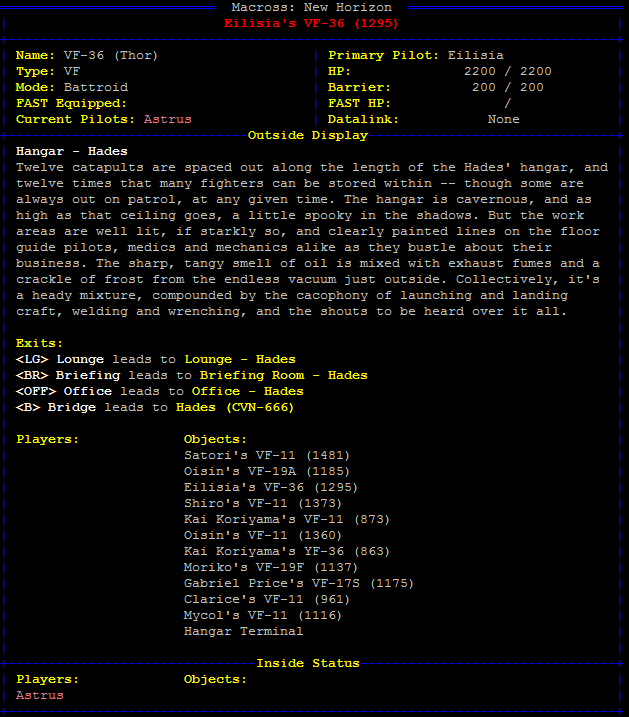 Macross: New Horizon
Eilisia's VF-36 (1295)
Name: VF-36 (Thor) Primary Pilot: Eilisia
Type: VF HP: 2200 / 2200
Mode: Battroid Barrier: 200 / 200
FAST Equipped: FAST HP: /
Current Pilots: Astrus Datalink: None
Outside Display
Hangar - Hades
Twelve catapults are spaced out along the length of the Hades' hangar, and
twelve times that many fighters can be stored within -- though some are
always out on patrol, at any given time. The hangar is cavernous, and as
high as that ceiling goes, a little spooky in the shadows. But the work
areas are well lit, if starkly so, and clearly painted lines on the floor
guide pilots, medics and mechanics alike as they bustle about their
business. The sharp, tangy smell of oil is mixed with exhaust fumes and a
crackle of frost from the endless vacuum just outside. Collectively, it's
a heady mixture, compounded by the cacophony of launching and landing
craft, welding and wrenching, and the shouts to be heard over it all.
Exits:
<LG> Lounge leads to Lounge - Hades
<BR> Briefing leads to Briefing Room - Hades
<OFF> Office leads to Office - Hades
<B> Bridge leads to Hades (CVN-666)
Players: Objects:
Satori's VF-11 (1481)
Oisin's VF-19A (1185)
Eilisia's VF-36 (1295)
Shiro's VF-11 (1373)
Kai Koriyama's VF-11 (873)
Oisin's VF-11 (1360)
Kai Koriyama's YF-36 (863)
Moriko's VF-19F (1137)
Gabriel Price's VF-17S (1175)
Clarice's VF-11 (961)
Mycol's VF-11 (1116)
Hangar Terminal
Inside Status
Players: Objects:
Astrus